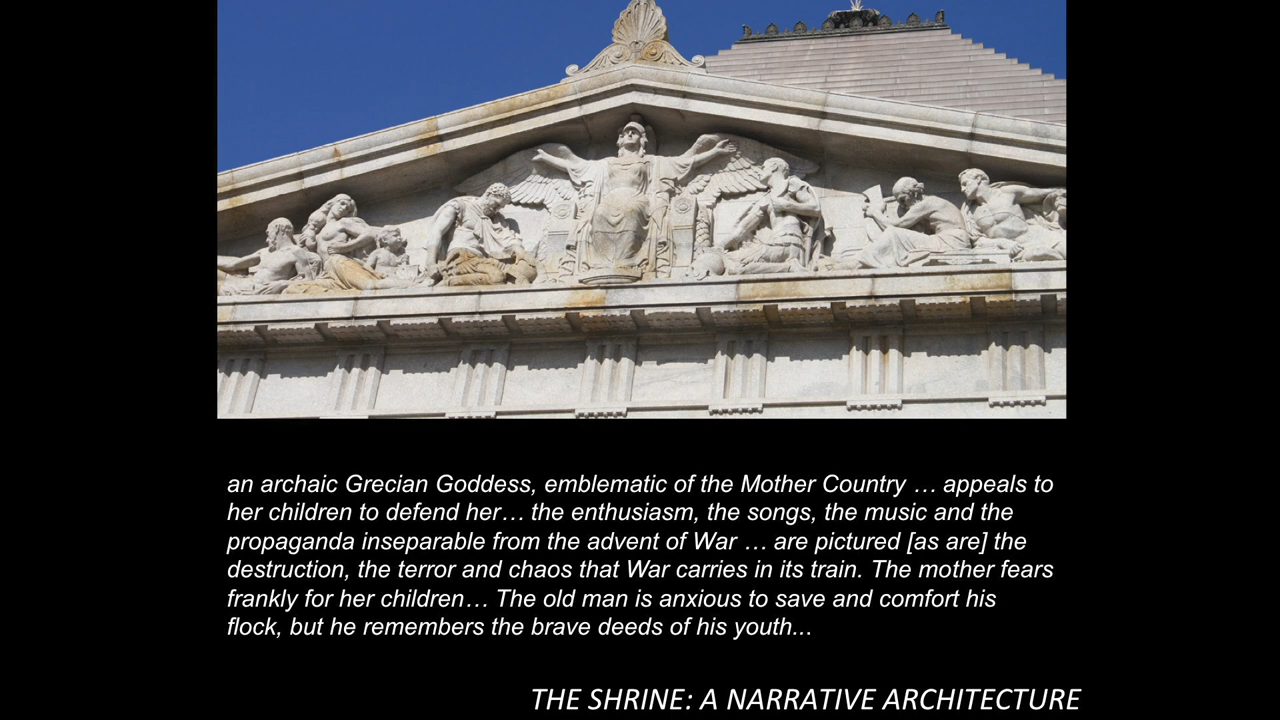 an archaic Grecian Goddess, emblematic of the Mother Country … appeals to
her children to defend her… the enthusiasm, the songs, the music and the
propaganda inseparable from the advent of War … are pictured [as are] the
destruction, the terror and chaos that War carries in its train. The mother fears
frankly for her children… The old man is anxious to save and comfort his
flock, but he remembers the brave deeds of his youth...
THE SHRINE: A NARRATIVE ARCHITECTURE